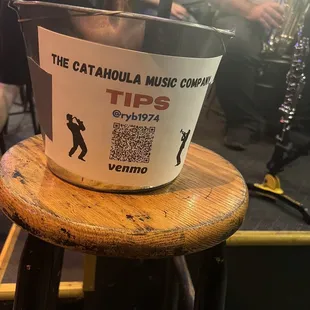 THE CATAHOULA MUSIC COMPANY
TIPS
@ryb1974
venmo